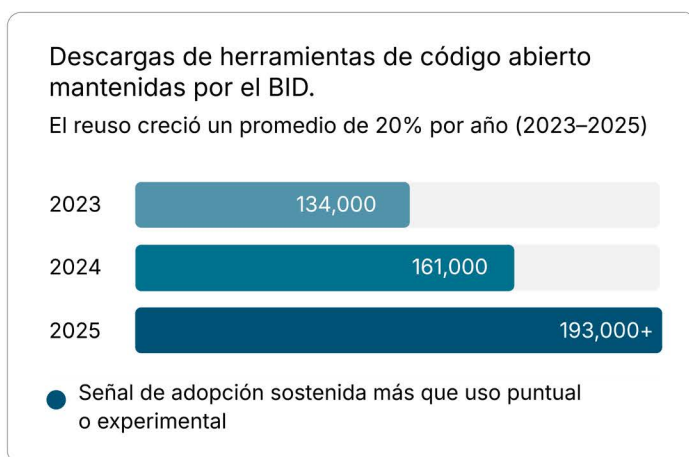 Descargas de herramientas de código abierto
mantenidas por el BID.
El reuso creció un promedio de 20% por año (2023–2025)
2023
134,000
2024
161,000
2025
193,000+
Señal de adopción sostenida más que uso puntual
o experimental